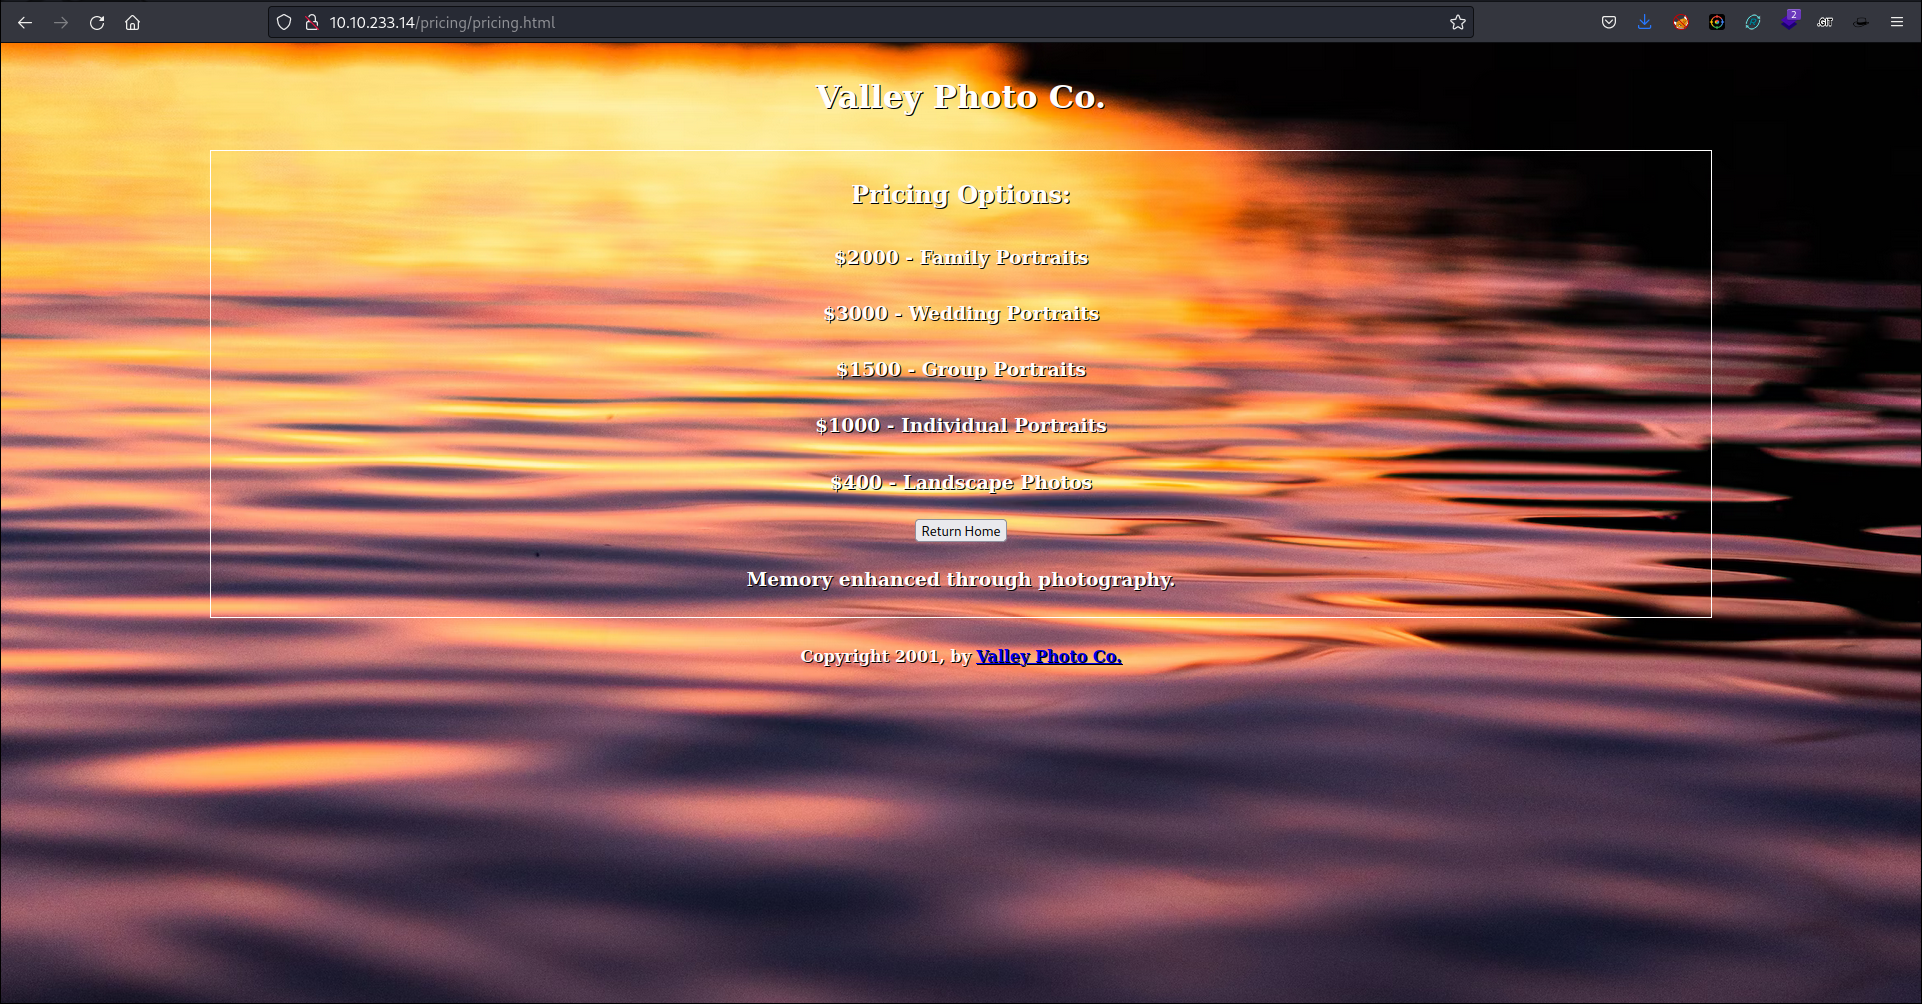 10.10.233.14/pricing/pricing.html
2
.GIT
Valley Photo Co.
Pricing Options:
$2000 - Family Portraits
$3000 - Wedding Portraits
$1500 - Group Portraits
$1000 - Individual Portraits
$400 - Landscape Photos
Return Home
Memory enhanced through photography.
Copyright 2001, by Valley Photo Co.